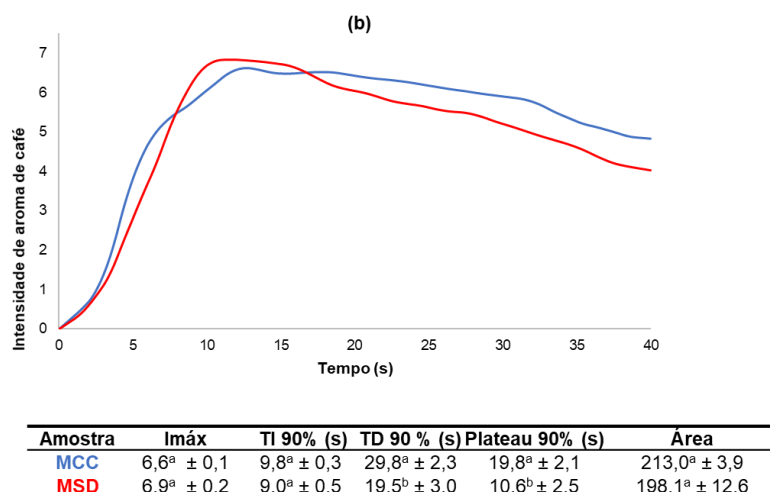 (b)
Intensidade de aroma de café
7
6
5
4
3
2
1
0
0 5 10 15 20 25 30 35 40
Tempo (s)
Amostra Imáx TI 90% (s) TD 90 % (s) Plateau 90% (s) Área
MCC 6,6ᵃ ± 0,1 9,8ᵃ ± 0,3 29,8ᵃ ± 2,3 19,8ᵃ ± 2,1 213,0ᵃ ± 3,9
MSD 6,9ᵃ ± 0,2 9,0ᵃ ± 0,5 19,5ᵇ ± 3,0 10,6ᵇ ± 2,5 198,1ᵃ ± 12,6